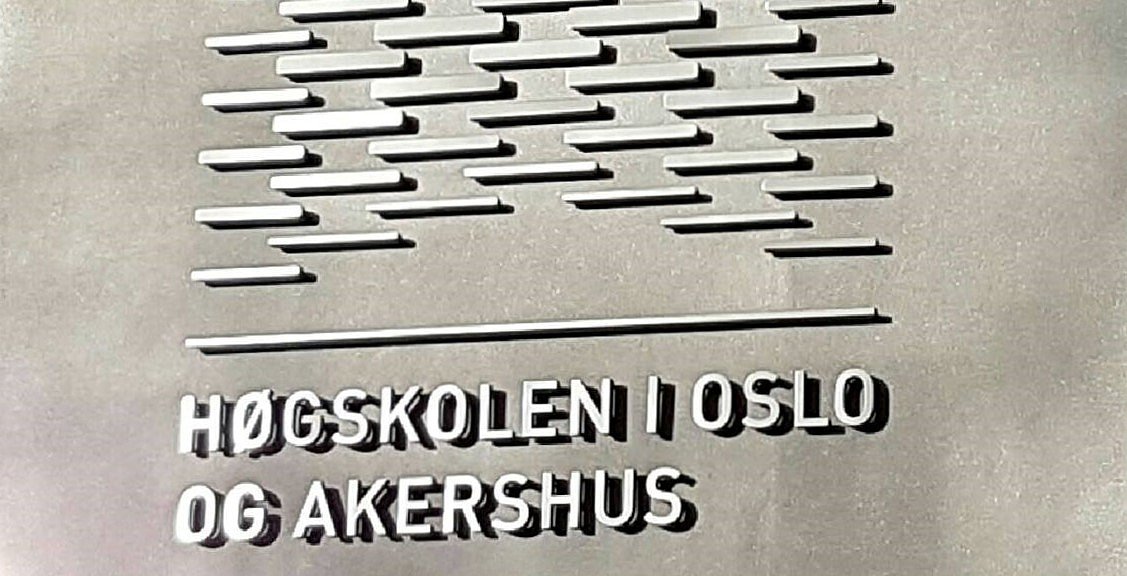 HØGSKOLEN I OSLO
OG AKERSHUS